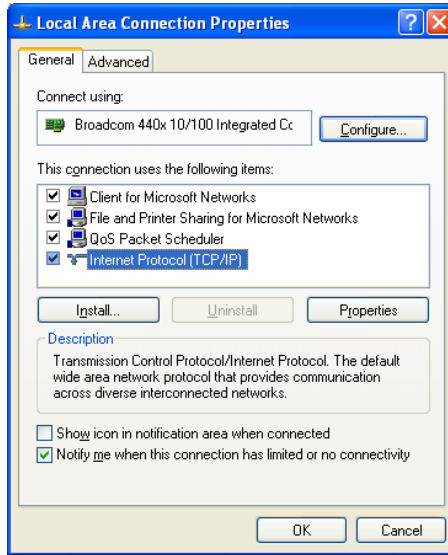 Local Area Connection Properties
General
Advanced
Connect using:
Broadcom 440x 10/100 Integrated Cc
Configure...
This connection uses the following items:
Client for Microsoft Networks
File and Printer Sharing for Microsoft Networks
QoS Packet Scheduler
Internet Protocol (TCP/IP)
Install...
Uninstall
Properties
Description
Transmission Control Protocol/Internet Protocol. The default
wide area network protocol that provides communication
across diverse interconnected networks.
Show icon in notification area when connected
Notify me when this connection has limited or no connectivity
OK
Cancel